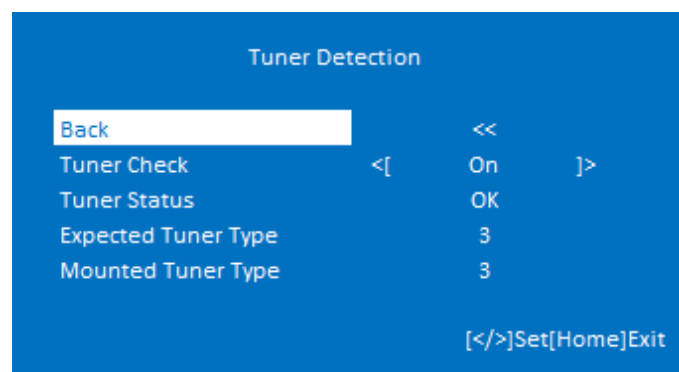 Tuner Detection
Back <<
Tuner Check <[ On ]>
Tuner Status OK
Expected Tuner Type 3
Mounted Tuner Type 3
[</>]Set[Home]Exit